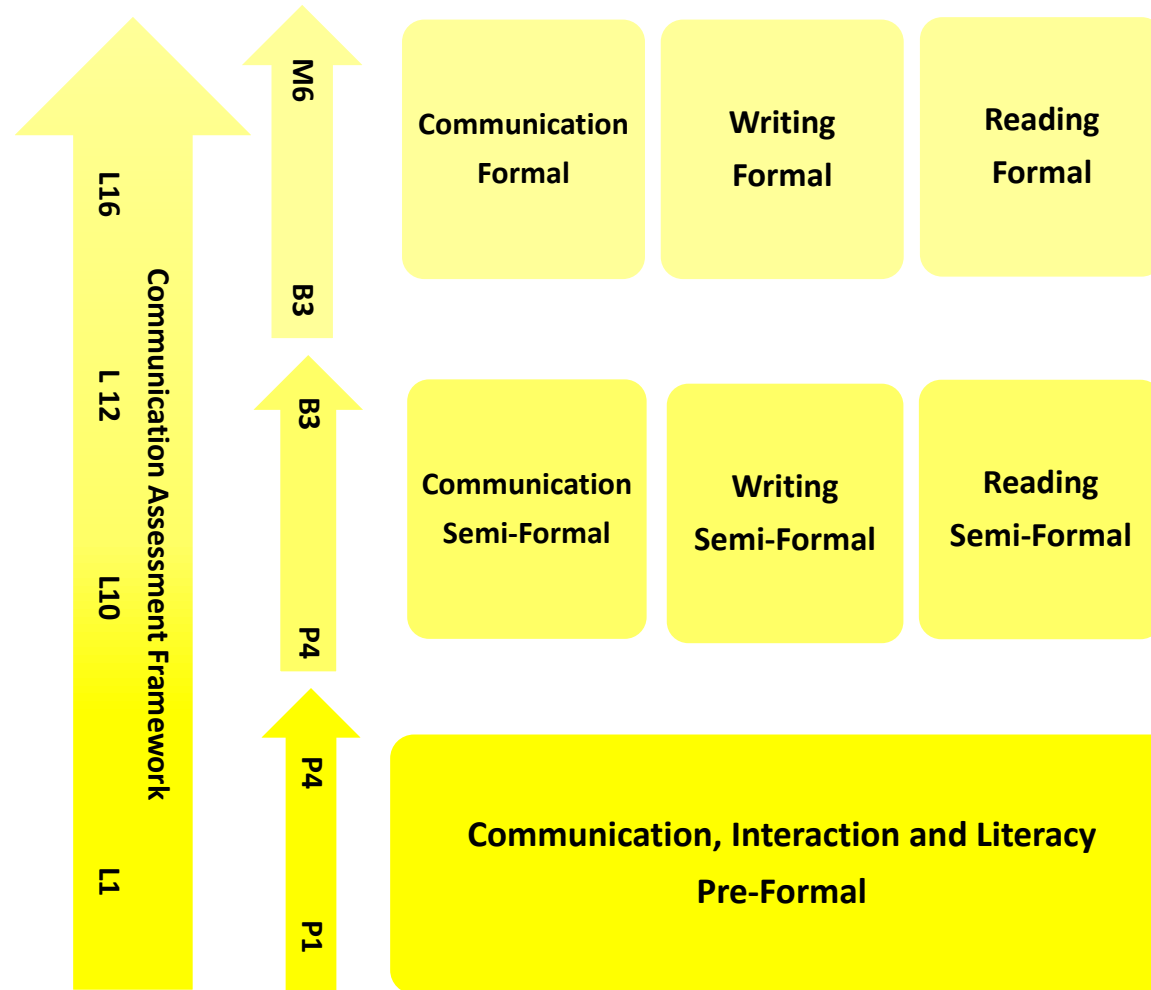 M6
Communication
Formal
Writing
Formal
Reading
Formal
L16
B3
Communication Assessment Framework
L 12
B3
Communication
Semi-Formal
Writing
Semi-Formal
Reading
Semi-Formal
L10
P4
P4
Communication, Interaction and Literacy
Pre-Formal
L1
P1